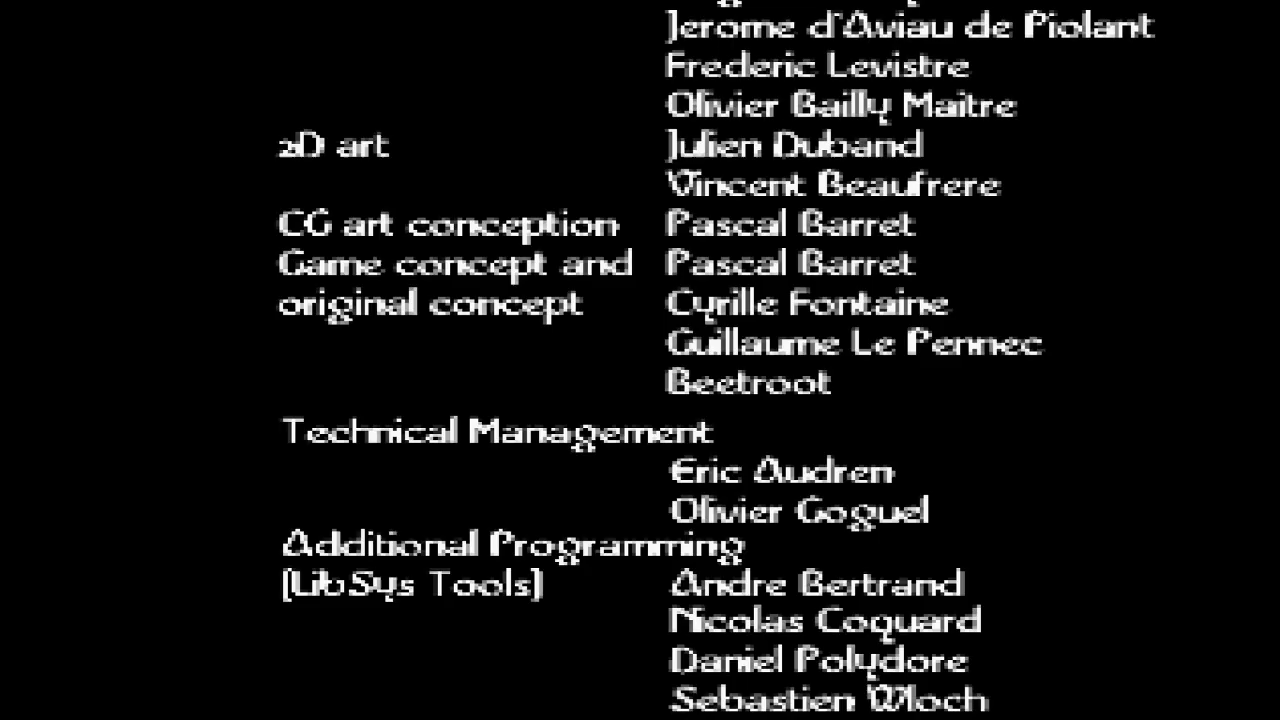 Jerome d'Aviau de Piolant
Frederic Levistre
Olivier Bailly Maitre
2D art Julien Duband
Vincent Beaufrere
CG art conception Pascal Barret
Game concept and Pascal Barret
original concept Cyrille Fontaine
Guillaume Le Pennec
Beetroot
Technical Management
Eric Audren
Olivier Goguel
Additional Programming
[LibSys Tools] Andre Bertrand
Nicolas Coquard
Daniel Polydore
Sebastien Wloch